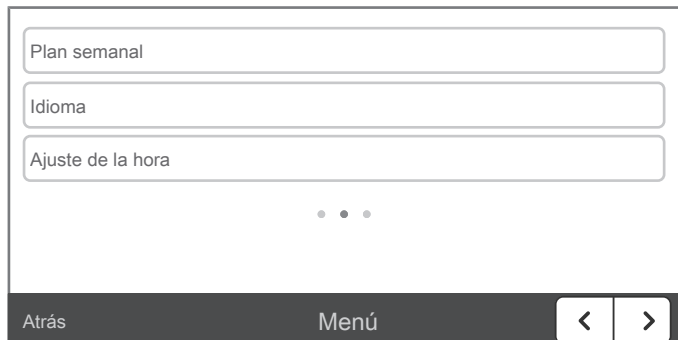 Plan semanal
Idioma
Ajuste de la hora
Atrás
Menú